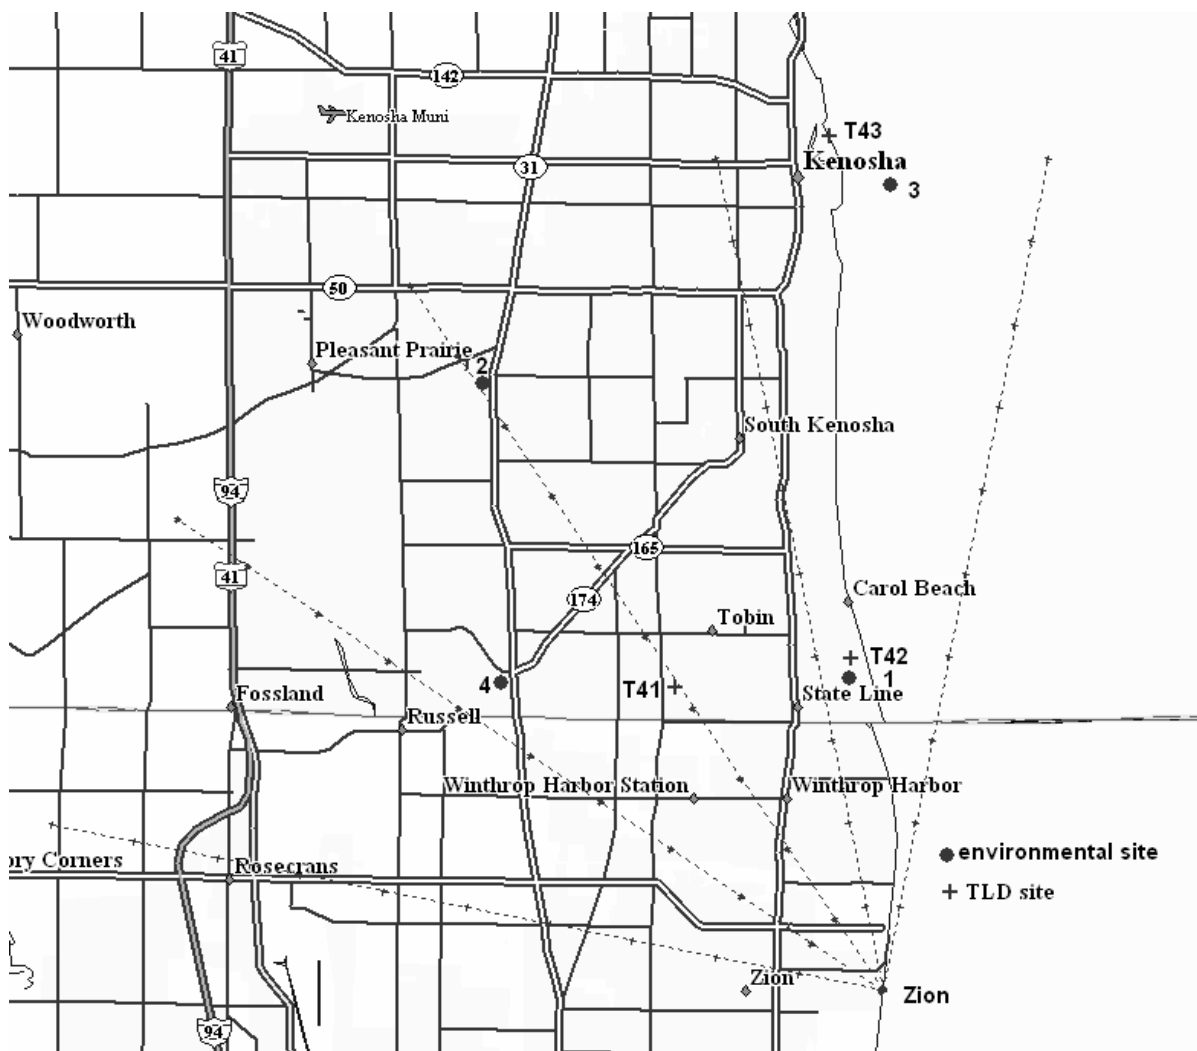 41
142
Kenosha Muni
T43
Kenosha
31
3
50
Woodworth
Pleasant Prairie
2
South Kenosha
94
165
41
174
Carol Beach
Tobin
T42
4
T41
1
Fossland
State Line
Russell
Winthrop Harbor Station
Winthrop Harbor
environmental site
ory Corners
Rosecrans
TLD site
Zion
Zion
94